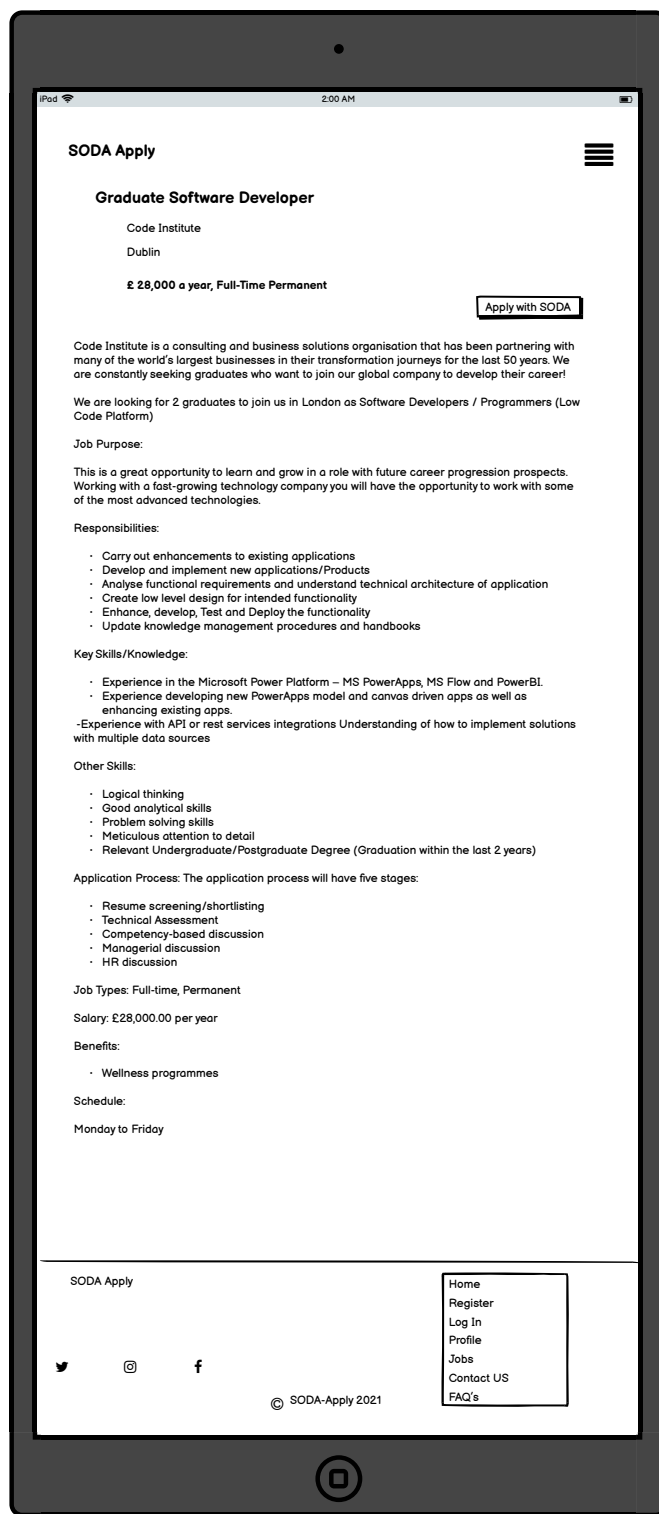 iPad 2:00 AM
SODA Apply
Graduate Software Developer
Code Institute
Dublin
£ 28,000 a year, Full-Time Permanent
Apply with SODA
Code Institute is a consulting and business solutions organisation that has been partnering with
many of the world's largest businesses in their transformation journeys for the last 50 years. We
are constantly seeking graduates who want to join our global company to develop their career!
We are looking for 2 graduates to join us in London as Software Developers / Programmers (Low
Code Platform)
Job Purpose:
This is a great opportunity to learn and grow in a role with future career progression prospects.
Working with a fast-growing technology company you will have the opportunity to work with some
of the most advanced technologies.
Responsibilities:
· Carry out enhancements to existing applications
· Develop and implement new applications/Products
· Analyse functional requirements and understand technical architecture of application
· Create low level design for intended functionality
· Enhance, develop, Test and Deploy the functionality
· Update knowledge management procedures and handbooks
Key Skills/Knowledge:
· Experience in the Microsoft Power Platform – MS PowerApps, MS Flow and PowerBI.
· Experience developing new PowerApps model and canvas driven apps as well as
enhancing existing apps.
-Experience with API or rest services integrations Understanding of how to implement solutions
with multiple data sources
Other Skills:
· Logical thinking
· Good analytical skills
· Problem solving skills
· Meticulous attention to detail
· Relevant Undergraduate/Postgraduate Degree (Graduation within the last 2 years)
Application Process: The application process will have five stages:
· Resume screening/shortlisting
· Technical Assessment
· Competency-based discussion
· Managerial discussion
· HR discussion
Job Types: Full-time, Permanent
Salary: £28,000.00 per year
Benefits:
· Wellness programmes
Schedule:
Monday to Friday
SODA Apply
Home
Register
Log In
Profile
Jobs
Contact US
FAQ's
© SODA-Apply 2021